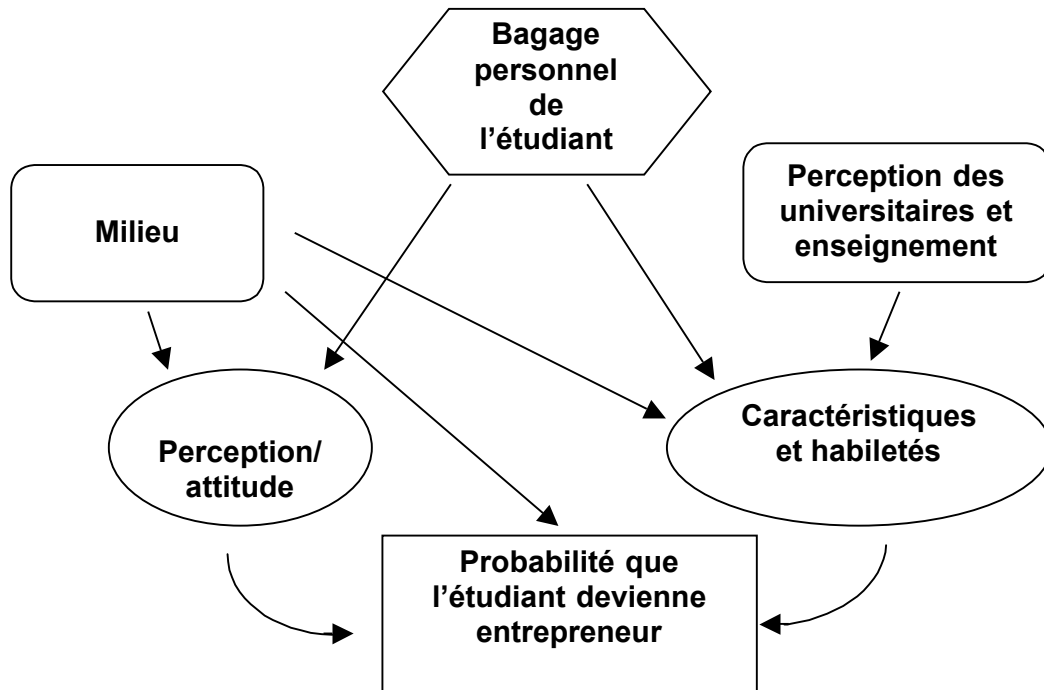 Bagage
personnel
de
l’étudiant
Milieu
Perception des
universitaires et
enseignement
Perception/
attitude
Caractéristiques
et habiletés
Probabilité que
l’étudiant devienne
entrepreneur